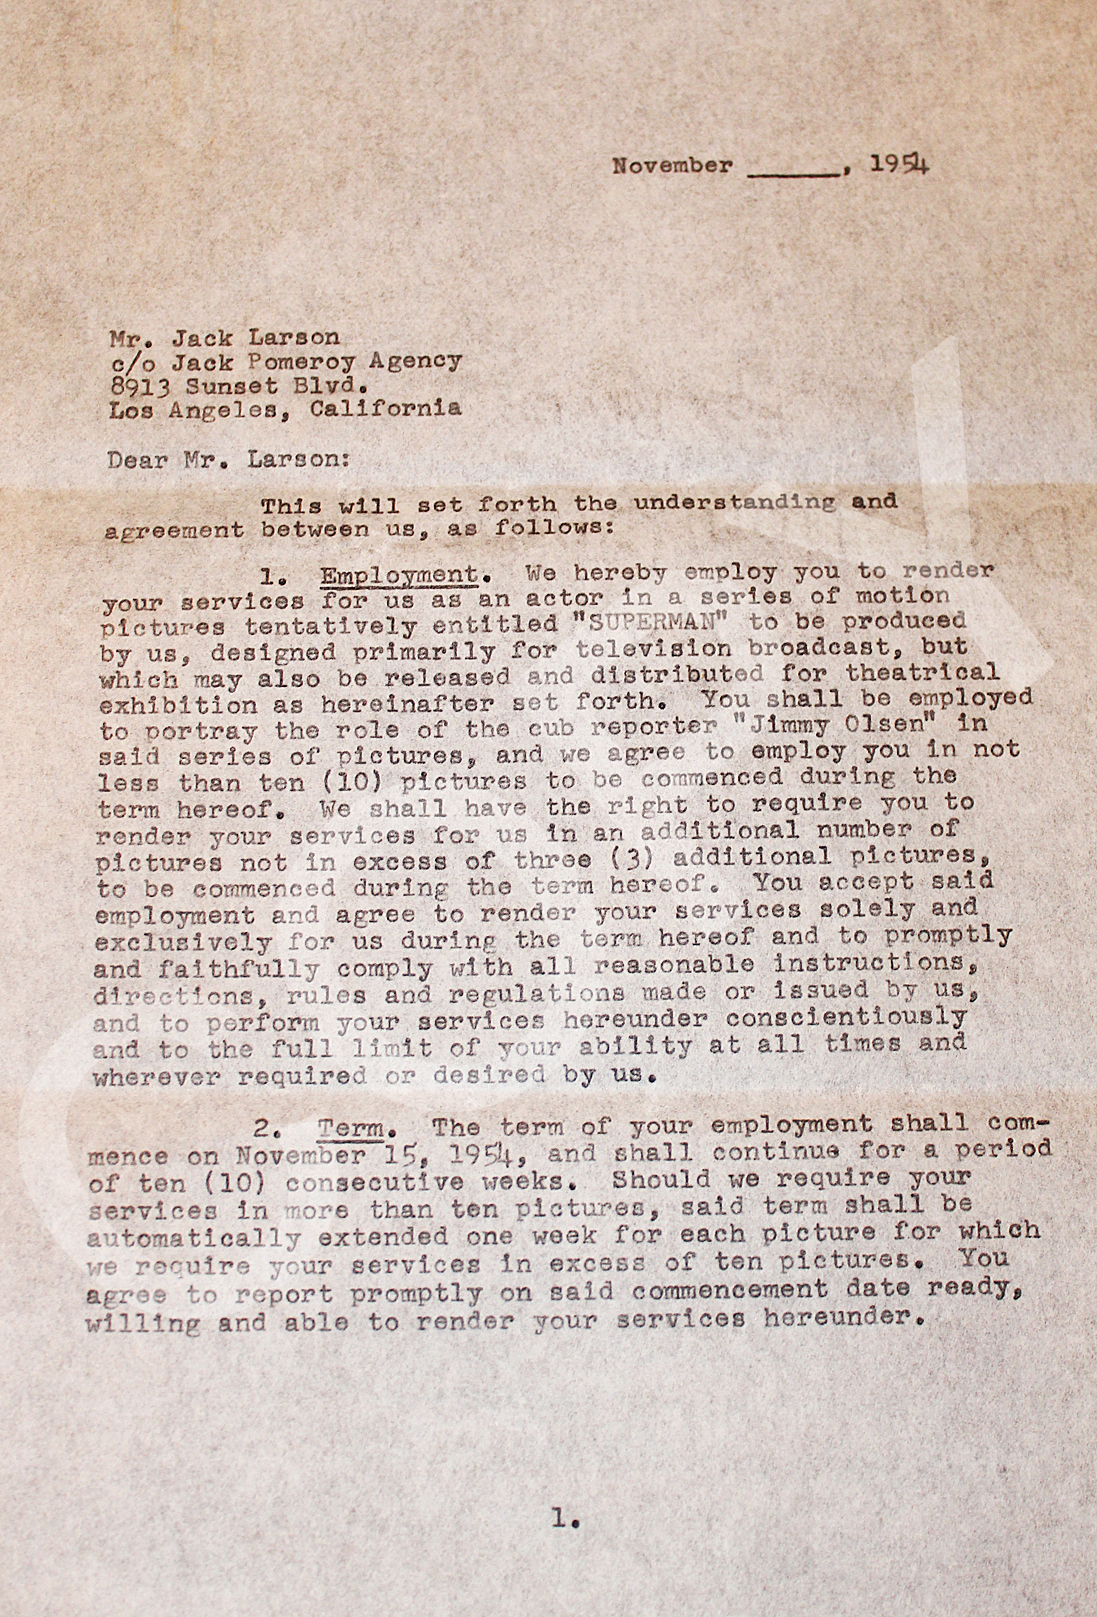 November _____, 1954
Mr. Jack Larson
c/o Jack Pomeroy Agency
8913 Sunset Blvd.
Los Angeles, California
Dear Mr. Larson:
This will set forth the understanding and
agreement between us, as follows:
1. Employment. We hereby employ you to render
your services for us as an actor in a series of motion
pictures tentatively entitled "SUPERMAN" to be produced
by us, designed primarily for television broadcast, but
which may also be released and distributed for theatrical
exhibition as hereinafter set forth. You shall be employed
to portray the role of the cub reporter "Jimmy Olsen" in
said series of pictures, and we agree to employ you in not
less than ten (10) pictures to be commenced during the
term hereof. We shall have the right to require you to
render your services for us in an additional number of
pictures not in excess of three (3) additional pictures,
to be commenced during the term hereof. You accept said
employment and agree to render your services solely and
exclusively for us during the term hereof and to promptly
and faithfully comply with all reasonable instructions,
directions, rules and regulations made or issued by us,
and to perform your services hereunder conscientiously
and to the full limit of your ability at all times and
wherever required or desired by us.
2. Term. The term of your employment shall com-
mence on November 15, 1954, and shall continue for a period
of ten (10) consecutive weeks. Should we require your
services in more than ten pictures, said term shall be
automatically extended one week for each picture for which
we require your services in excess of ten pictures. You
agree to report promptly on said commencement date ready,
willing and able to render your services hereunder.
1.